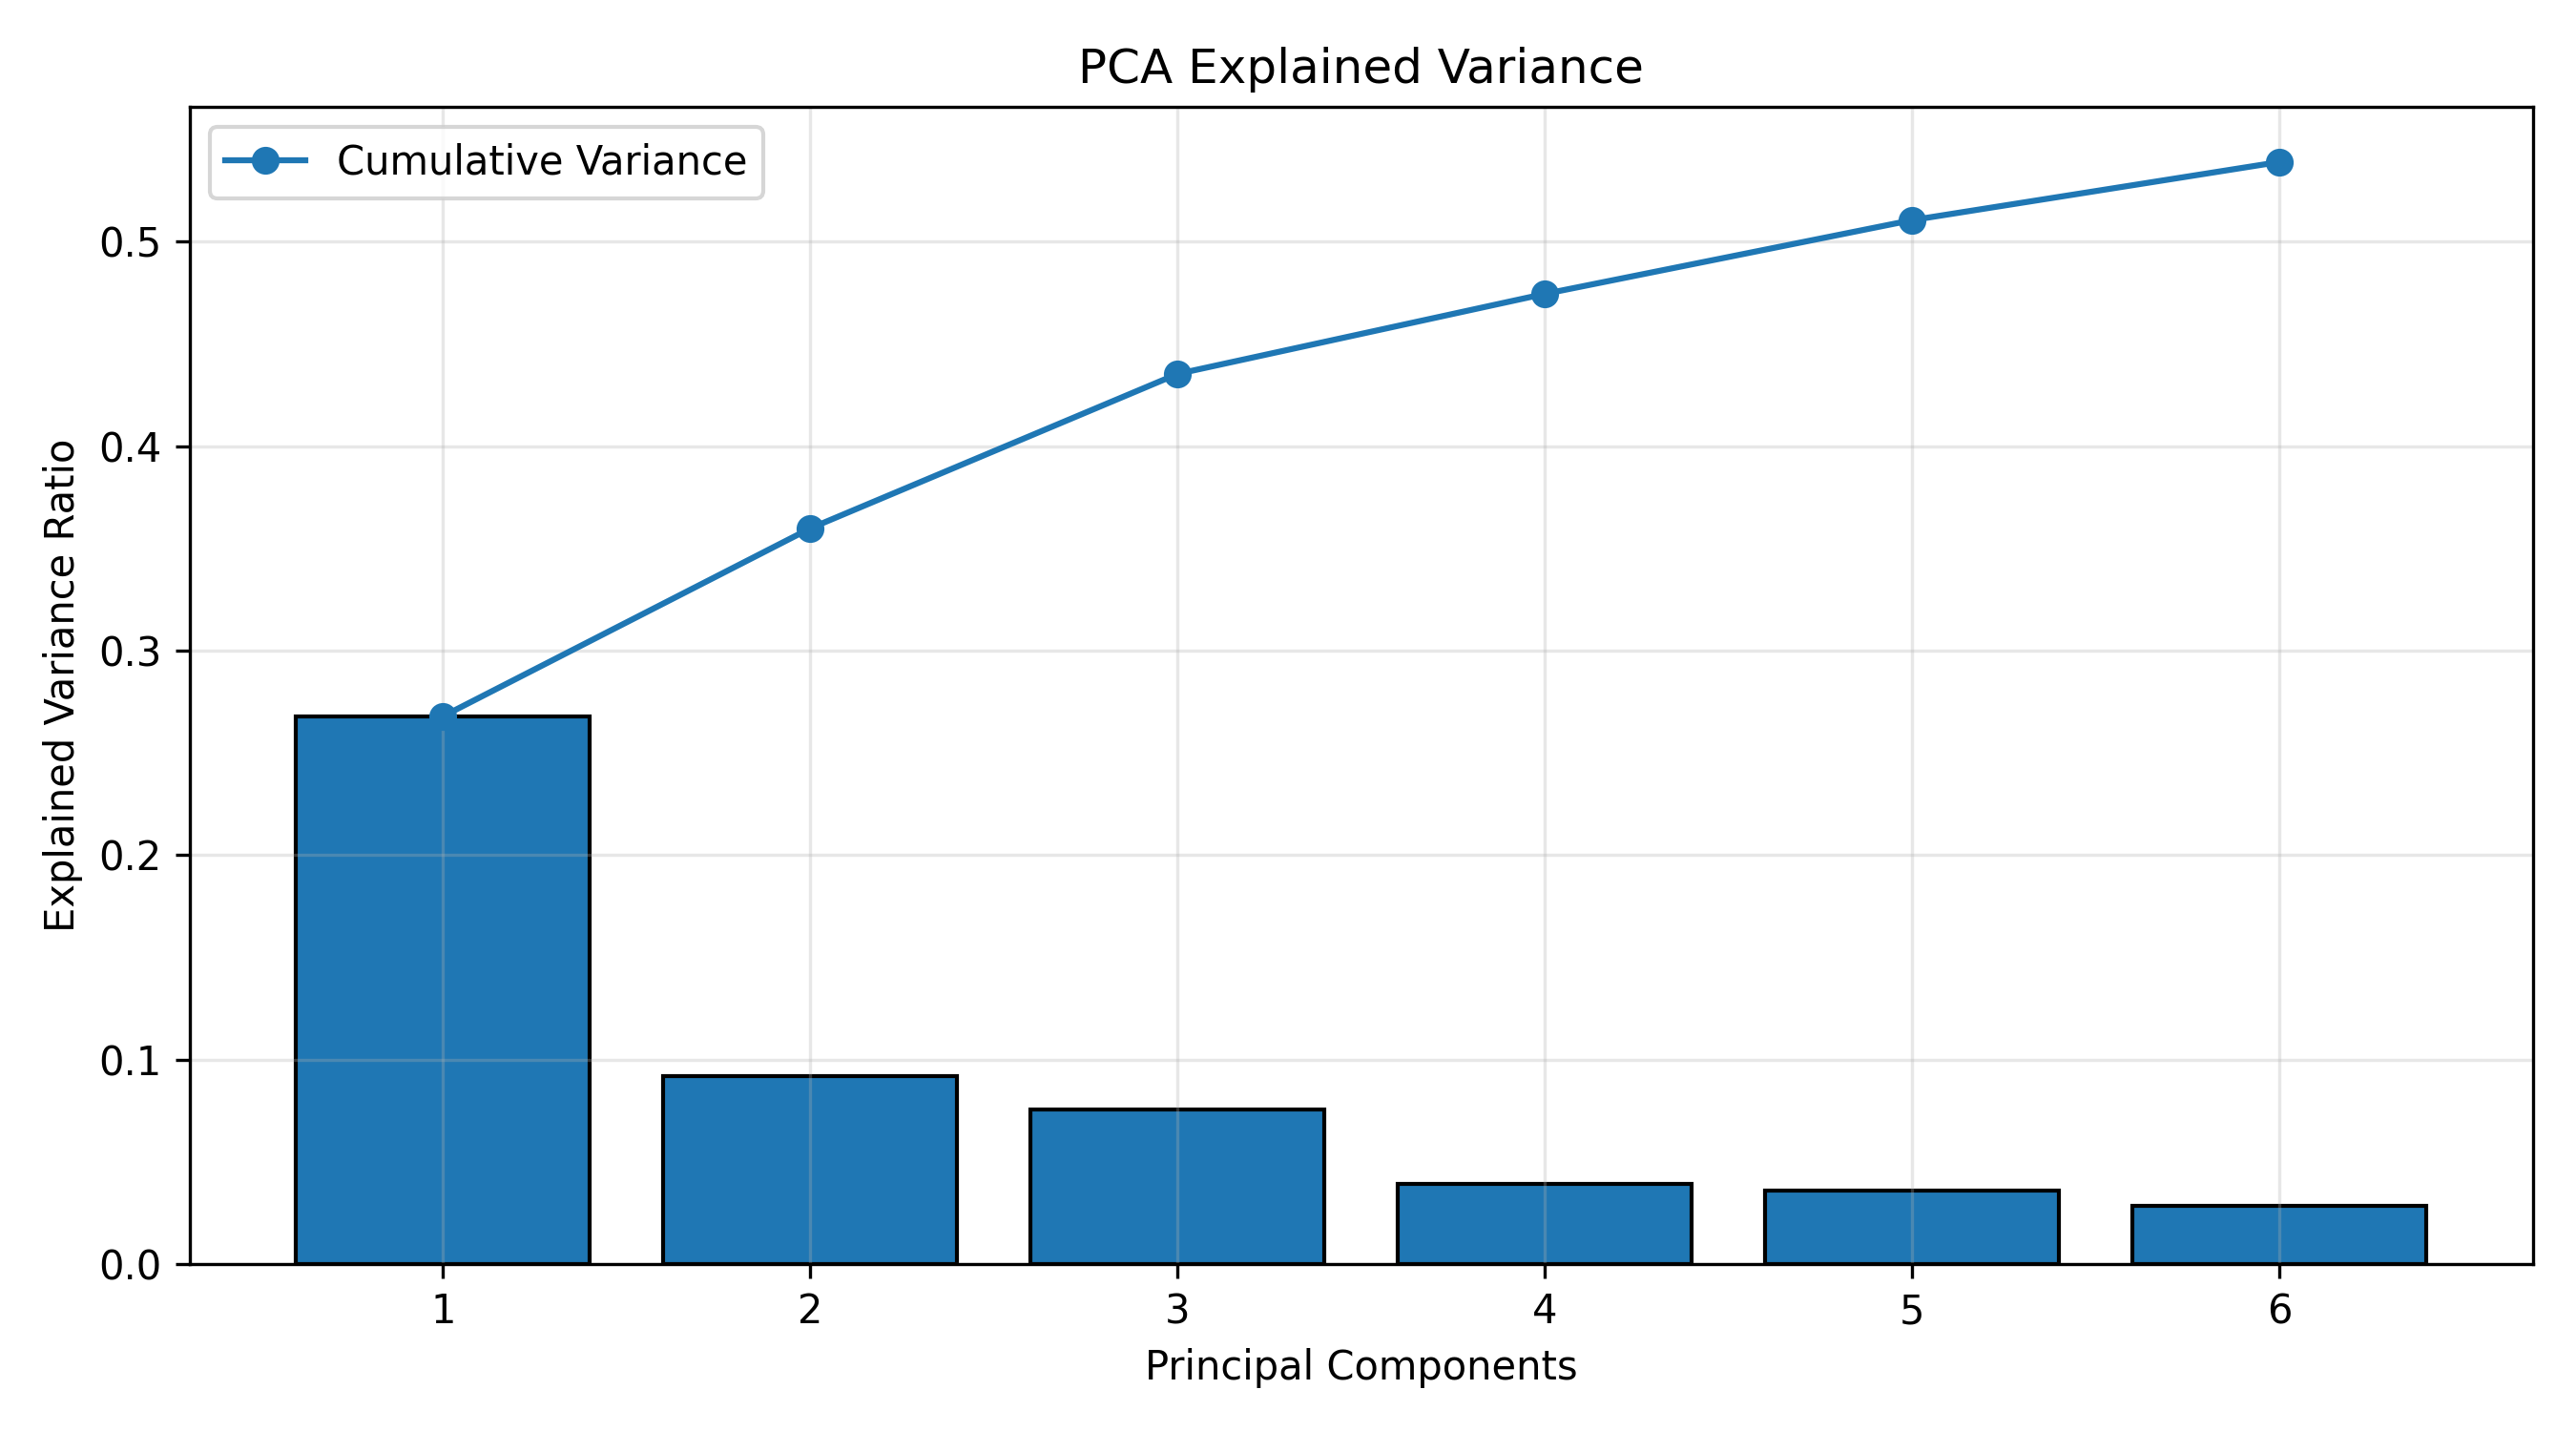 PCA Explained Variance
Cumulative Variance
Explained Variance Ratio
0.5
0.4
0.3
0.2
0.1
0.0
1 2 3 4 5 6
Principal Components